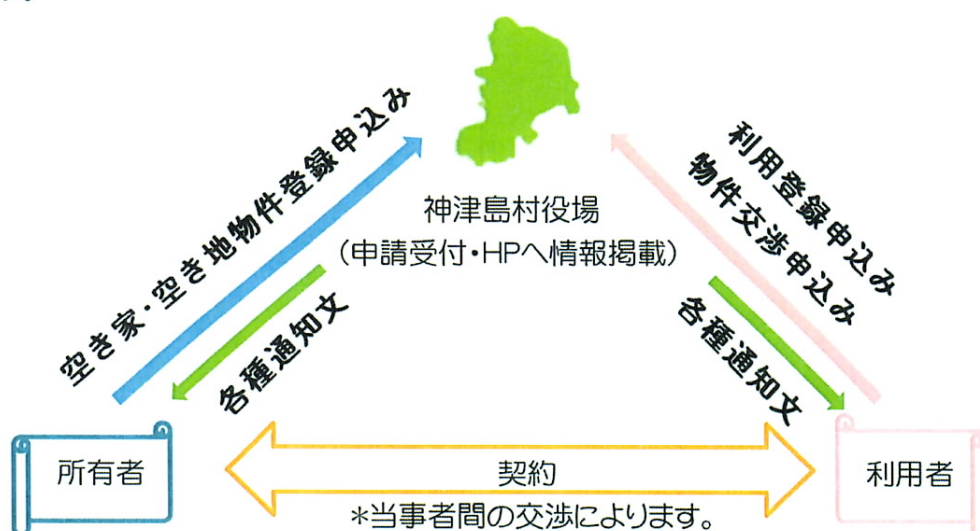 神津島村役場
（申請受付・HPへ情報掲載）
空き家・空き地物件登録申込み
各種通知文
利用登録申込み
物件交渉申込み
各種通知文
所有者
契約
利用者
＊当事者間の交渉によります。